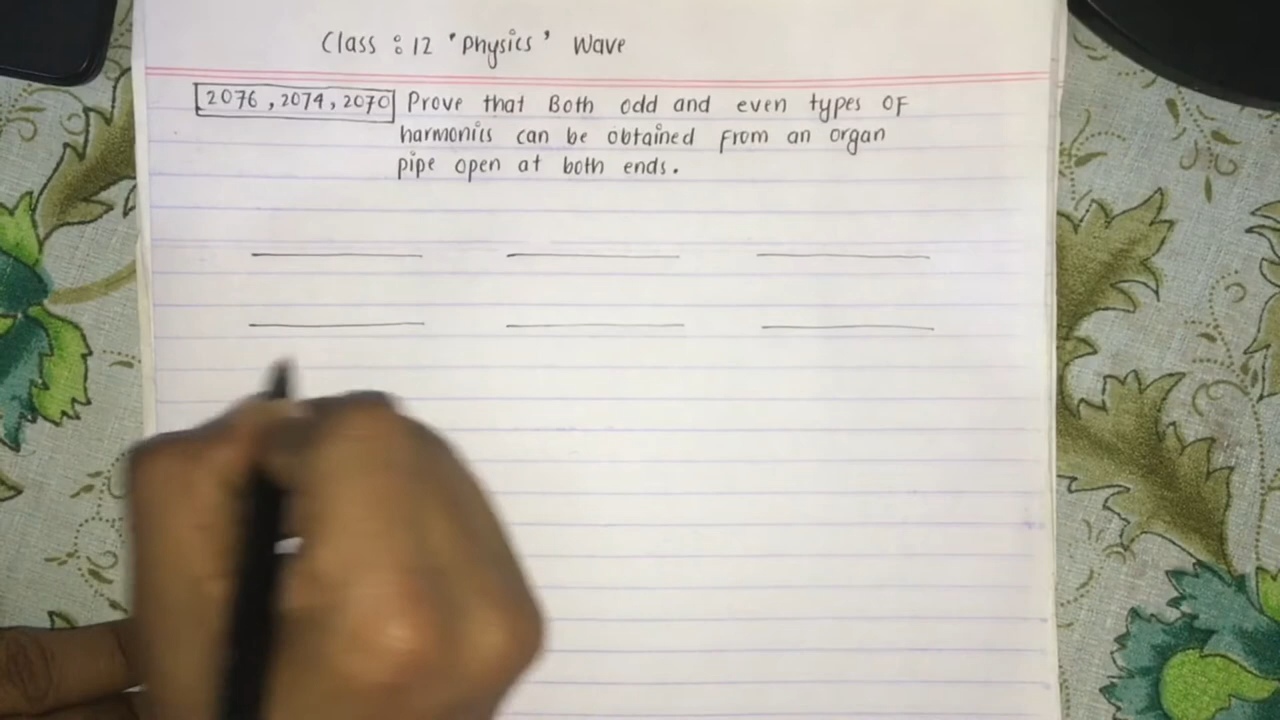 Class : 12 'Physics' Wave
2076, 2074, 2070 Prove that Both odd and even types OF
harmonics can be obtained from an organ
pipe open at both ends.